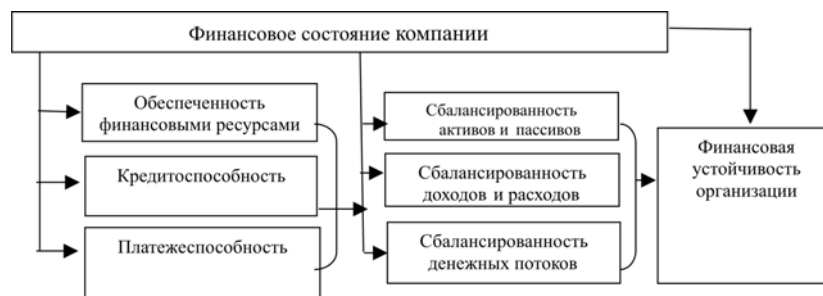 Финансовое состояние компании
Обеспеченность
финансовыми ресурсами
Кредитоспособность
Платежеспособность
Сбалансированность
активов и пассивов
Сбалансированность
доходов и расходов
Сбалансированность
денежных потоков
Финансовая
устойчивость
организации